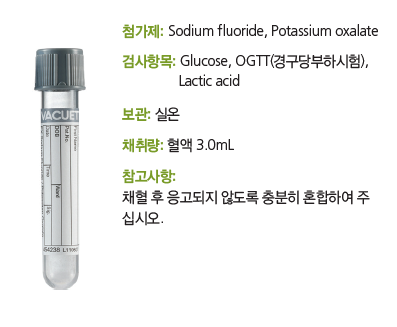 첨가제: Sodium fluoride, Potassium oxalate
검사항목: Glucose, OGTT(경구당부하시험),
Lactic acid
보관: 실온
채취량: 혈액 3.0mL
참고사항:
채혈 후 응고되지 않도록 충분히 혼합하여 주
십시오.
VACUET